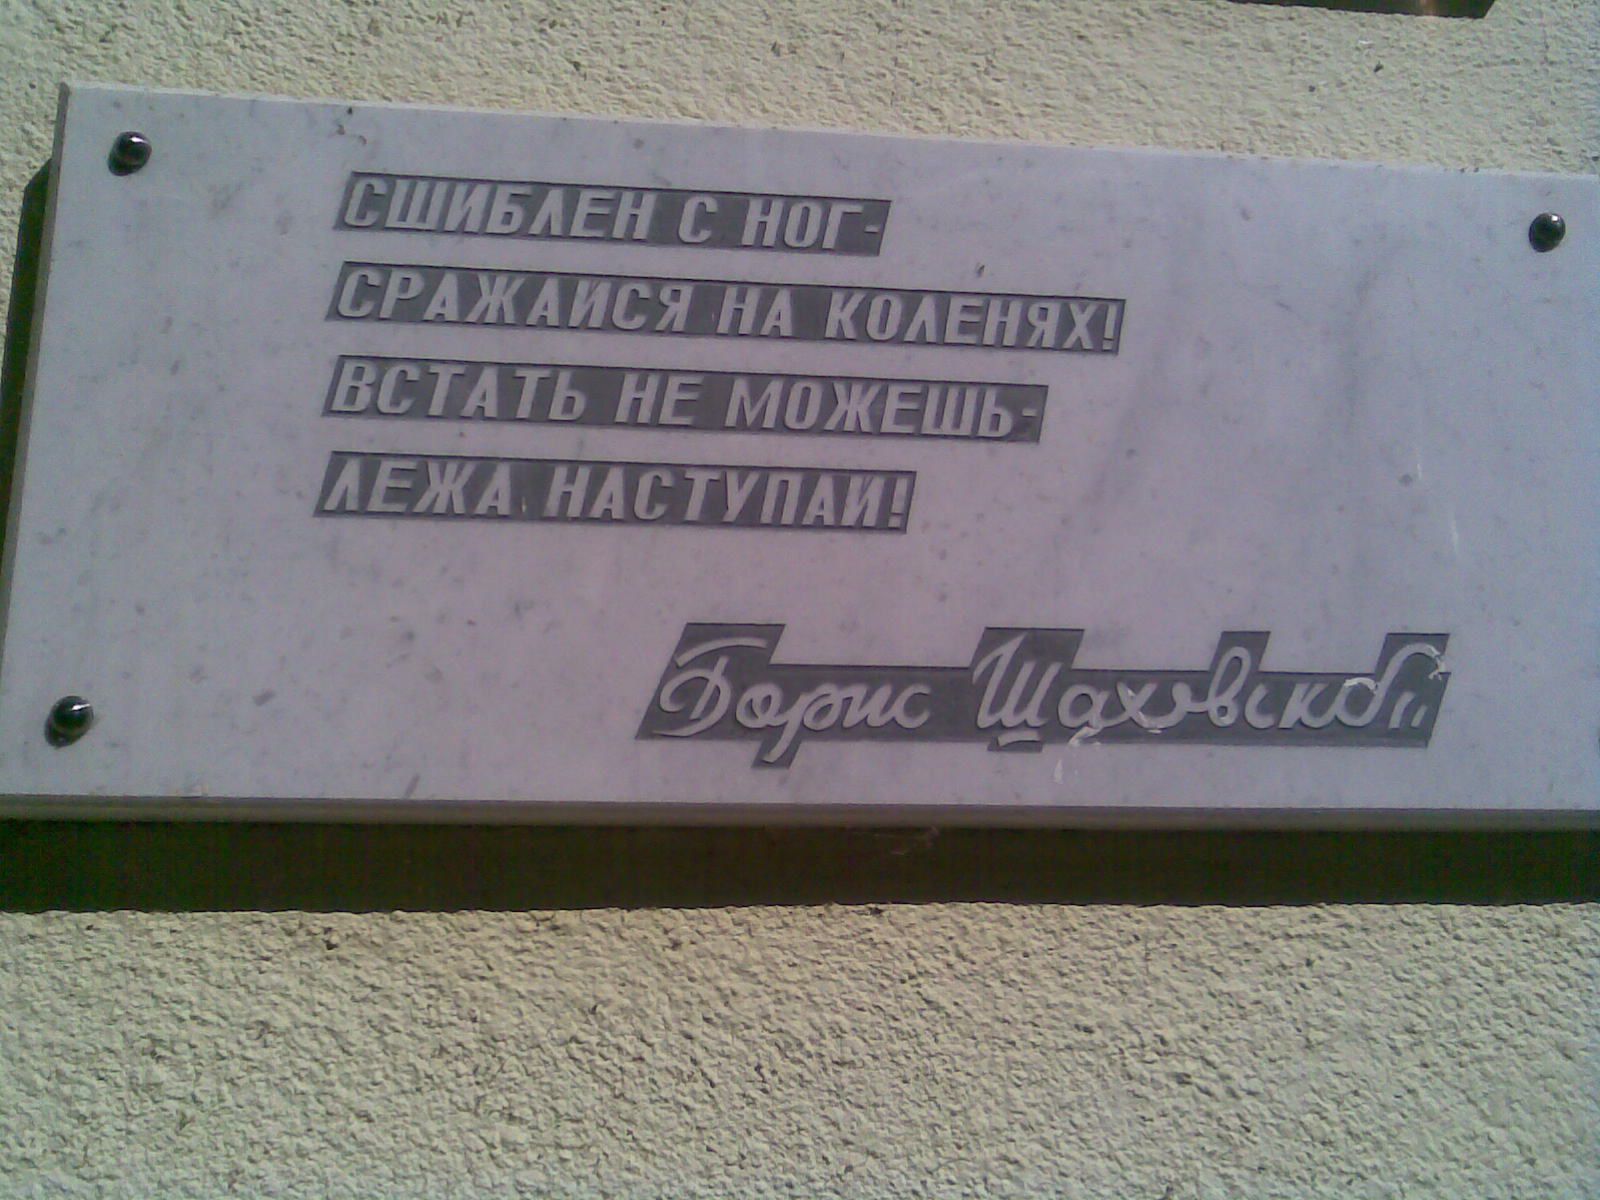 СШИБЛЕН С НОГ-
СРАЖАЙСЯ НА КОЛЕНЯХ!
ВСТАТЬ НЕ МОЖЕШЬ-
ЛЕЖА НАСТУПАЙ!
Борис Шаховской